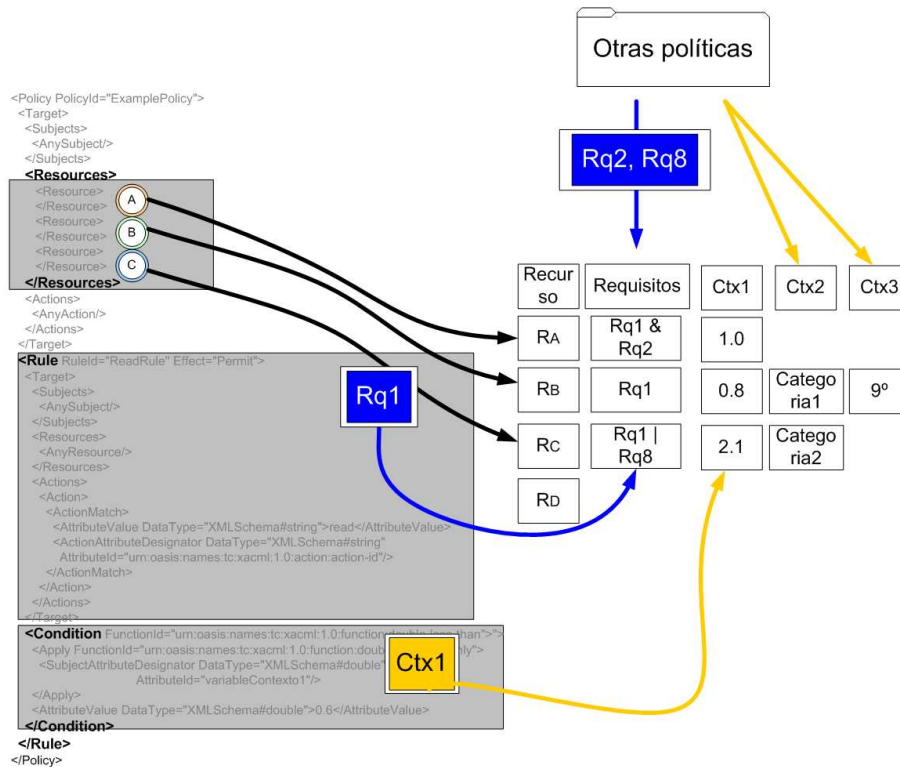 Otras políticas
Rq2, Rq8
<Policy PolicyId="ExamplePolicy">
<Target>
<Subjects>
<AnySubject/>
</Subjects>
<Resources>
<Resource>
</Resource>
<Resource>
</Resource>
<Resource>
</Resource>
</Resources>
A
B
C
<Actions>
<AnyAction/>
</Actions>
</Target>
<Rule RuleId="ReadRule" Effect="Permit">
<Target>
<Subjects>
<AnySubject/>
</Subjects>
<Resources>
<AnyResource/>
</Resources>
<Actions>
<Action>
<ActionMatch>
<AttributeValue DataType="XMLSchema#string">read</AttributeValue>
<ActionAttributeDesignator DataType="XMLSchema#string"
AttributeId="urn:oasis:names:tc:xacml:1.0:action:action-id"/>
</ActionMatch>
</Action>
</Actions>
</Target>
Rq1
<Condition FunctionId="urn:oasis:names:tc:xacml:1.0:function:double-less-than">">
<Apply FunctionId="urn:oasis:names:tc:xacml:1.0:function:double
<SubjectAttributeDesignator DataType="XMLSchema#double"
AttributeId="variableContexto1"/>
</Apply>
<AttributeValue DataType="XMLSchema#double">0.6</AttributeValue>
</Condition>
</Rule>
</Policy>
Ctx1
Recur
so
Requisitos
Ctx1
Ctx2
Ctx3
RA
Rq1 &
Rq2
1.0
RB
Rq1
0.8
Catego
ria1
9º
RC
Rq1 |
Rq8
2.1
Catego
ria2
RD